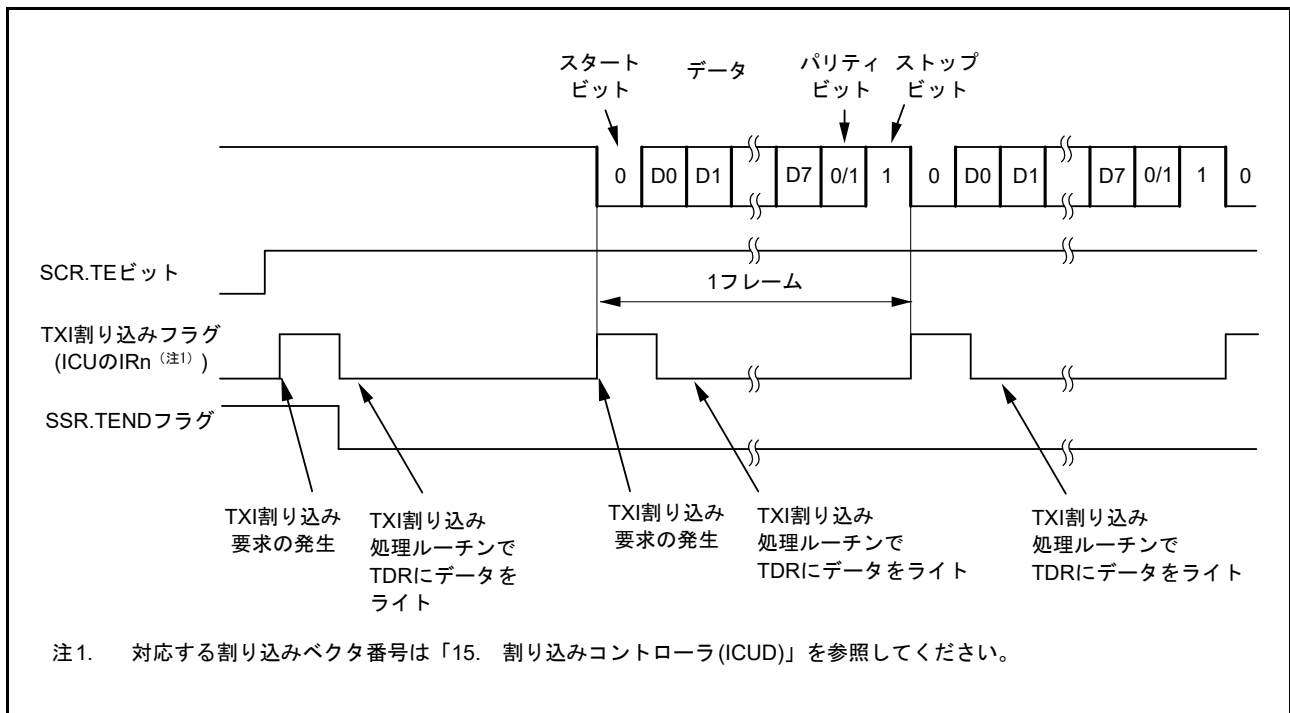 スタート
ビット
データ
パリティ
ビット
ストップ
ビット
0 D0 D1 D7 0/1 1 0 D0 D1 D7 0/1 1 0
SCR.TEビット
1フレーム
TXI割り込みフラグ
(ICUのIRn（注1）)
SSR.TENDフラグ
TXI割り込み
要求の発生
TXI割り込み
処理ルーチンで
TDRにデータを
ライト
TXI割り込み
要求の発生
TXI割り込み
処理ルーチンで
TDRにデータをライト
TXI割り込み
処理ルーチンで
TDRにデータをライト
注1. 対応する割り込みベクタ番号は「15. 割り込みコントローラ(ICUD)」を参照してください。